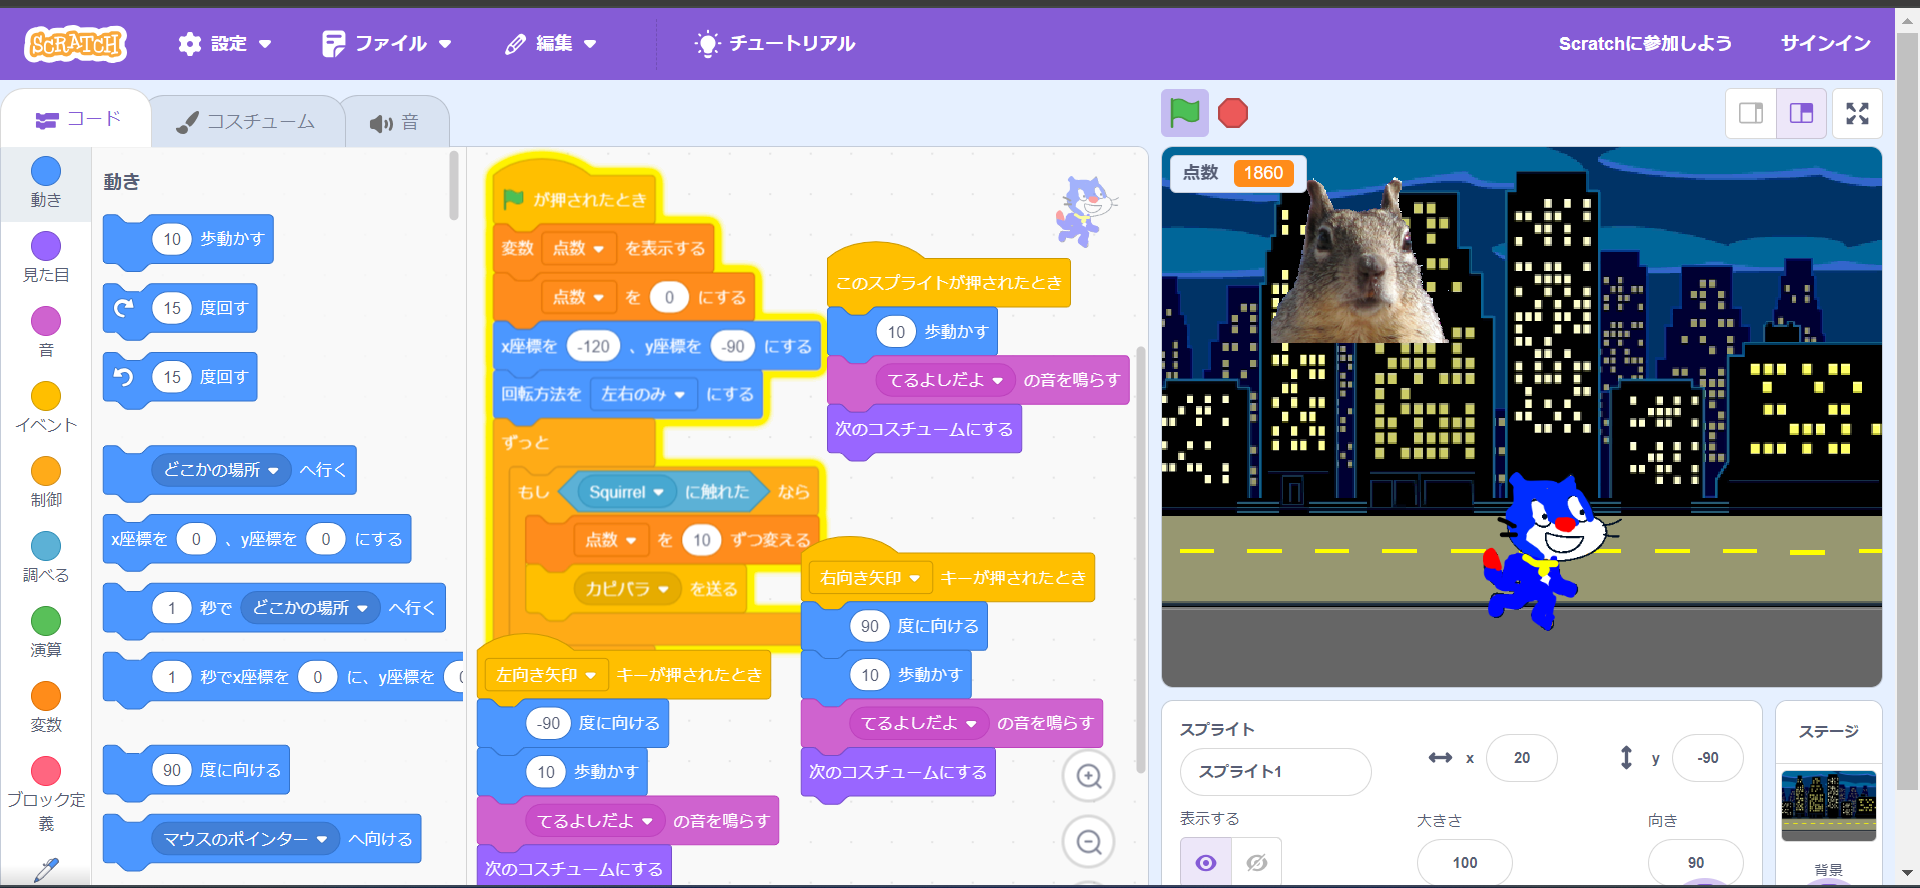 SCRATCH
設定
ファイル
編集
チュートリアル
Scratchに参加しよう
サインイン
コード
コスチューム
音
動き
見た目
音
イベント
制御
調べる
演算
変数
ブロック定
義
動き
10 歩動かす
15 度回す
15 度回す
どこかの場所 へ行く
x座標を 0 、y座標を 0 にする
1 秒で どこかの場所 へ行く
1 秒でx座標を 0 に、y座標を
90 度に向ける
マウスのポインター へ向ける
が押されたとき
変数 点数 を表示する
点数 を 0 にする
x座標を -120 、y座標を -90 にする
回転方法を 左右のみ にする
ずっと
もし Squirrel に触れた なら
点数 を 10 ずつ変える
カピバラ を送る
このスプライトが押されたとき
10 歩動かす
てるよしだよ の音を鳴らす
次のコスチュームにする
右向き矢印 キーが押されたとき
90 度に向ける
10 歩動かす
てるよしだよ の音を鳴らす
次のコスチュームにする
左向き矢印 キーが押されたとき
-90 度に向ける
10 歩動かす
てるよしだよ の音を鳴らす
次のコスチュームにする
点数 1860
スプライト
スプライト1
x 20
y -90
表示する
大きさ
100
向き
90
ステージ
背景